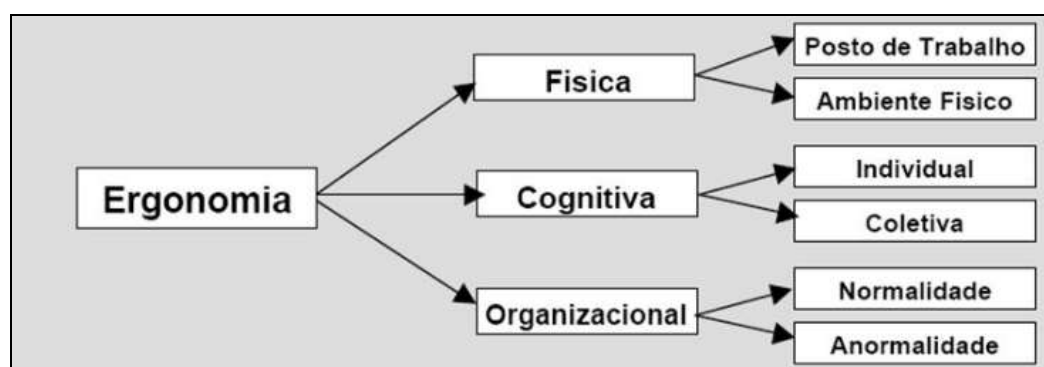 Ergonomia
Fisica
Posto de Trabalho
Ambiente Fisico
Cognitiva
Individual
Coletiva
Organizacional
Normalidade
Anormalidade